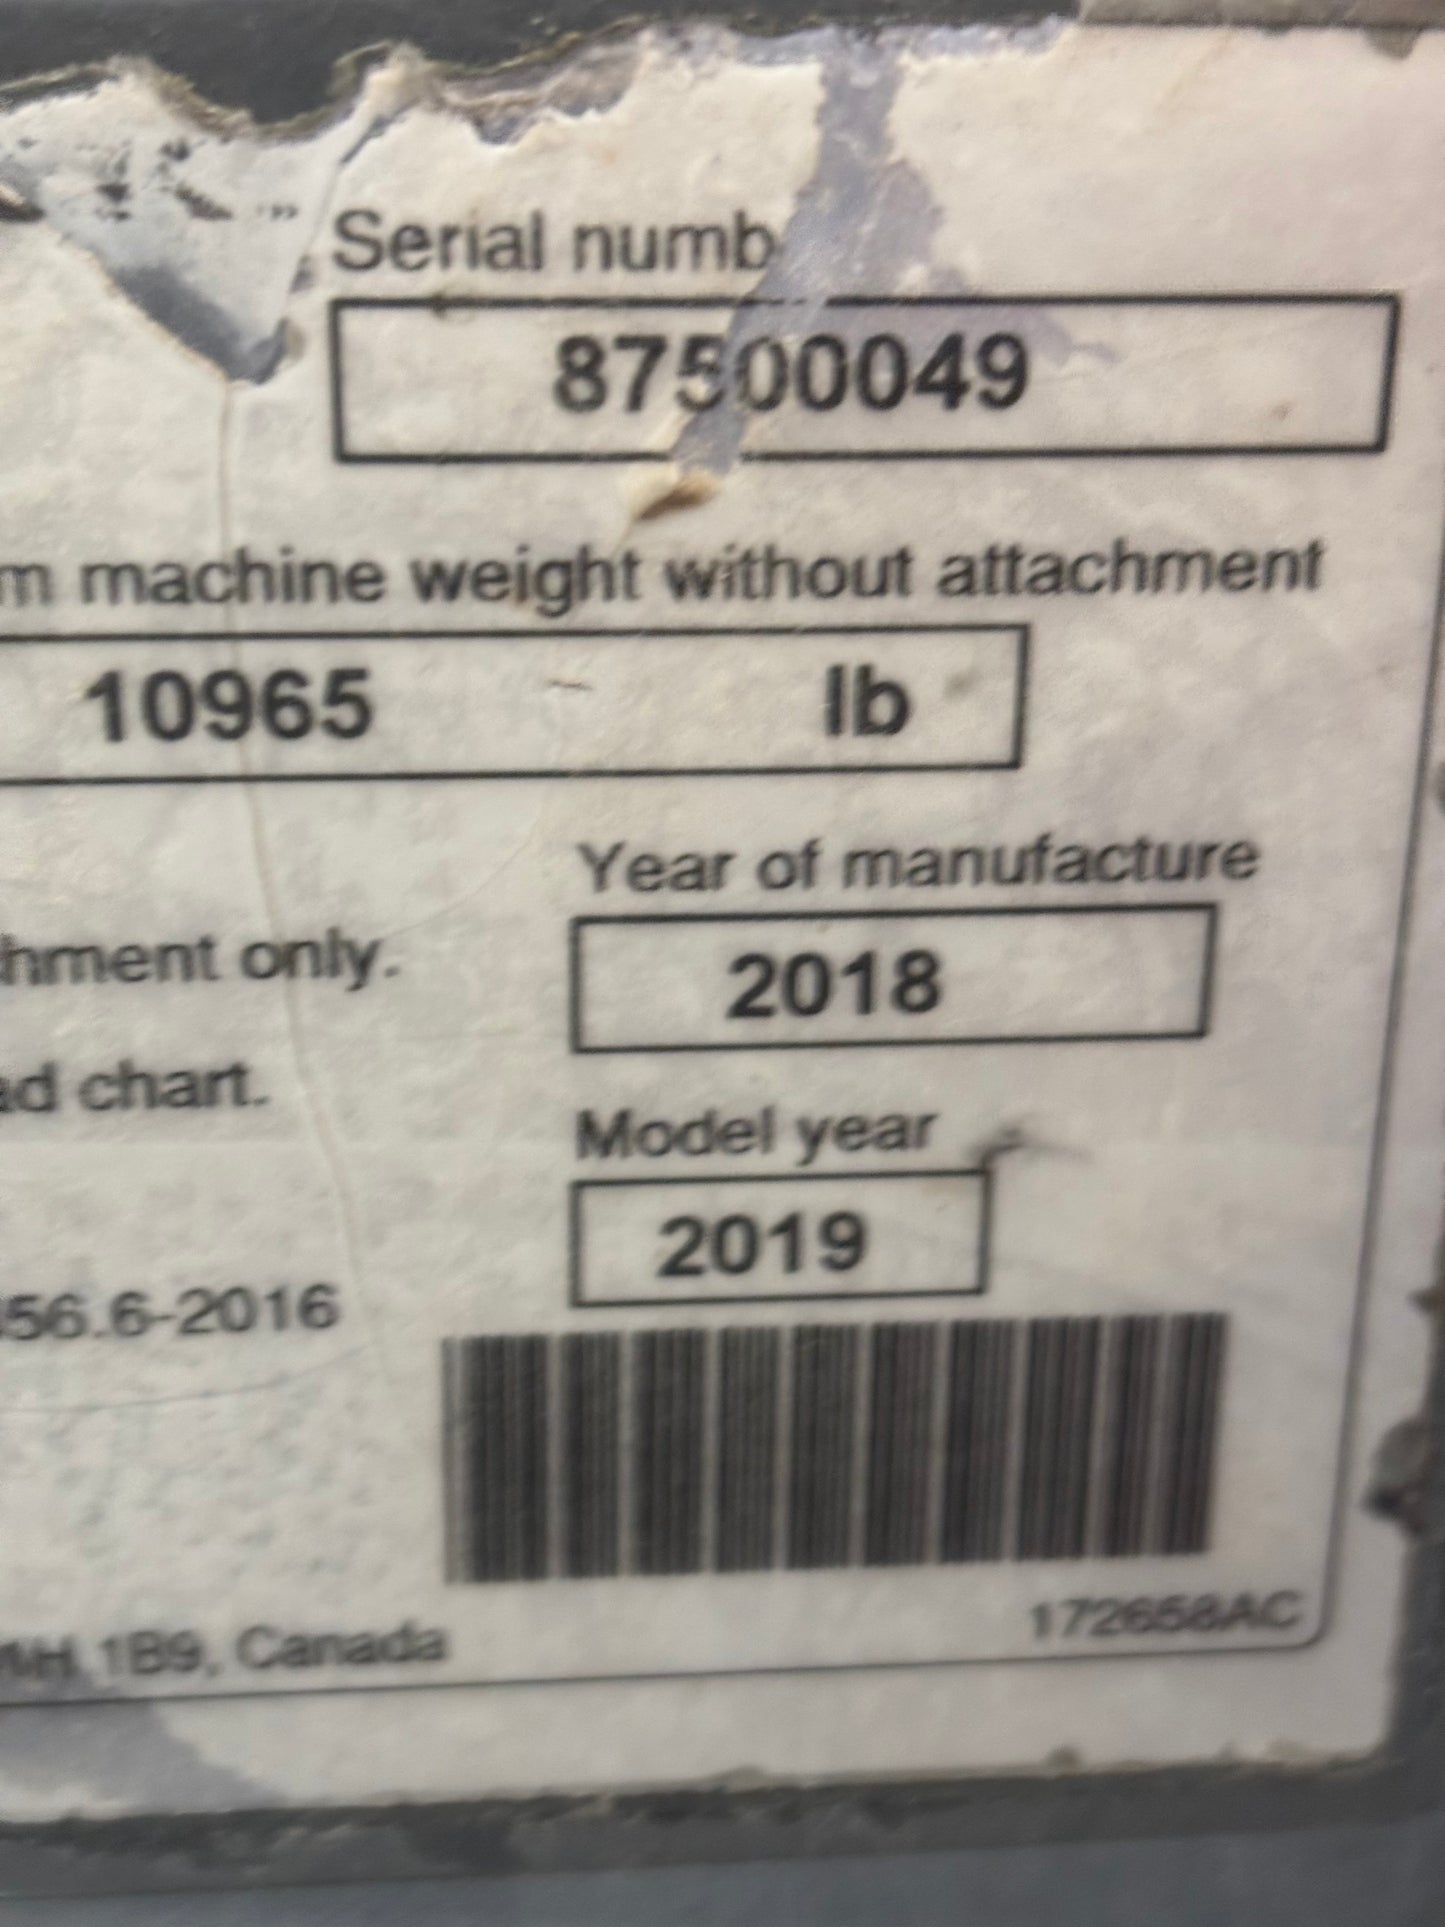 Serial numb
87500049
m machine weight without attachment
10965 lb
Year of manufacture
hment only.
2018
ad chart.
Model year
2019
56.6-2016
172658AC
1B9, Canada